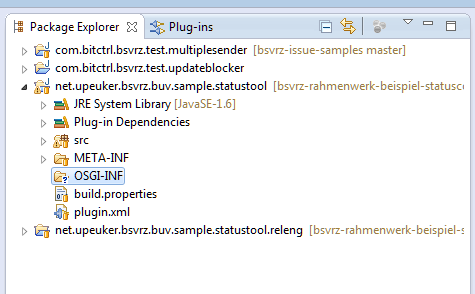 Package Explorer Plug-ins
com.bitctrl.bsvrz.test.multiplesender [bsvrz-issue-samples master]
com.bitctrl.bsvrz.test.updateblocker
net.upeuker.bsvrz.buv.sample.statustool [bsvrz-rahmenwerk-beispiel-statusco
JRE System Library [JavaSE-1.6]
Plug-in Dependencies
src
META-INF
OSGI-INF
build.properties
plugin.xml
net.upeuker.bsvrz.buv.sample.statustool.releng [bsvrz-rahmenwerk-beispiel-s